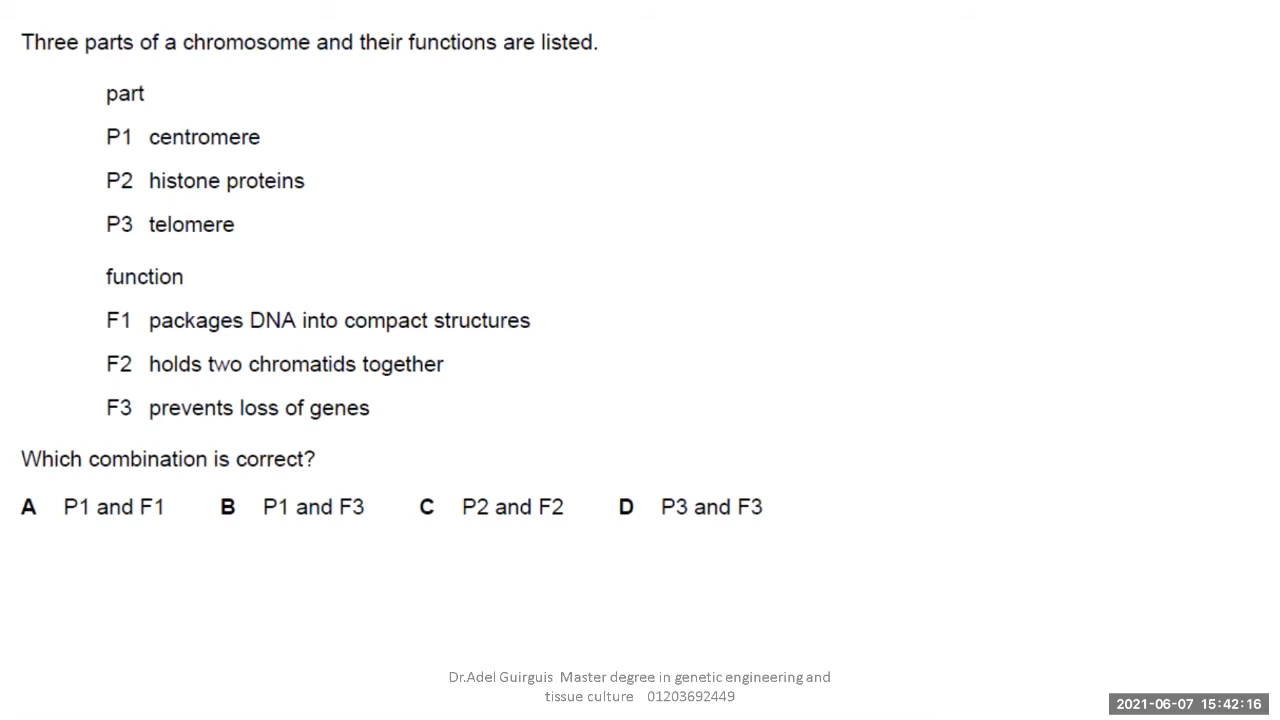 Three parts of a chromosome and their functions are listed.
part
P1 centromere
P2 histone proteins
P3 telomere
function
F1 packages DNA into compact structures
F2 holds two chromatids together
F3 prevents loss of genes
Which combination is correct?
A P1 and F1 B P1 and F3 C P2 and F2 D P3 and F3
Dr.Adel Guirguis Master degree in genetic engineering and
tissue culture 01203692449
2021-06-07 15:42:16